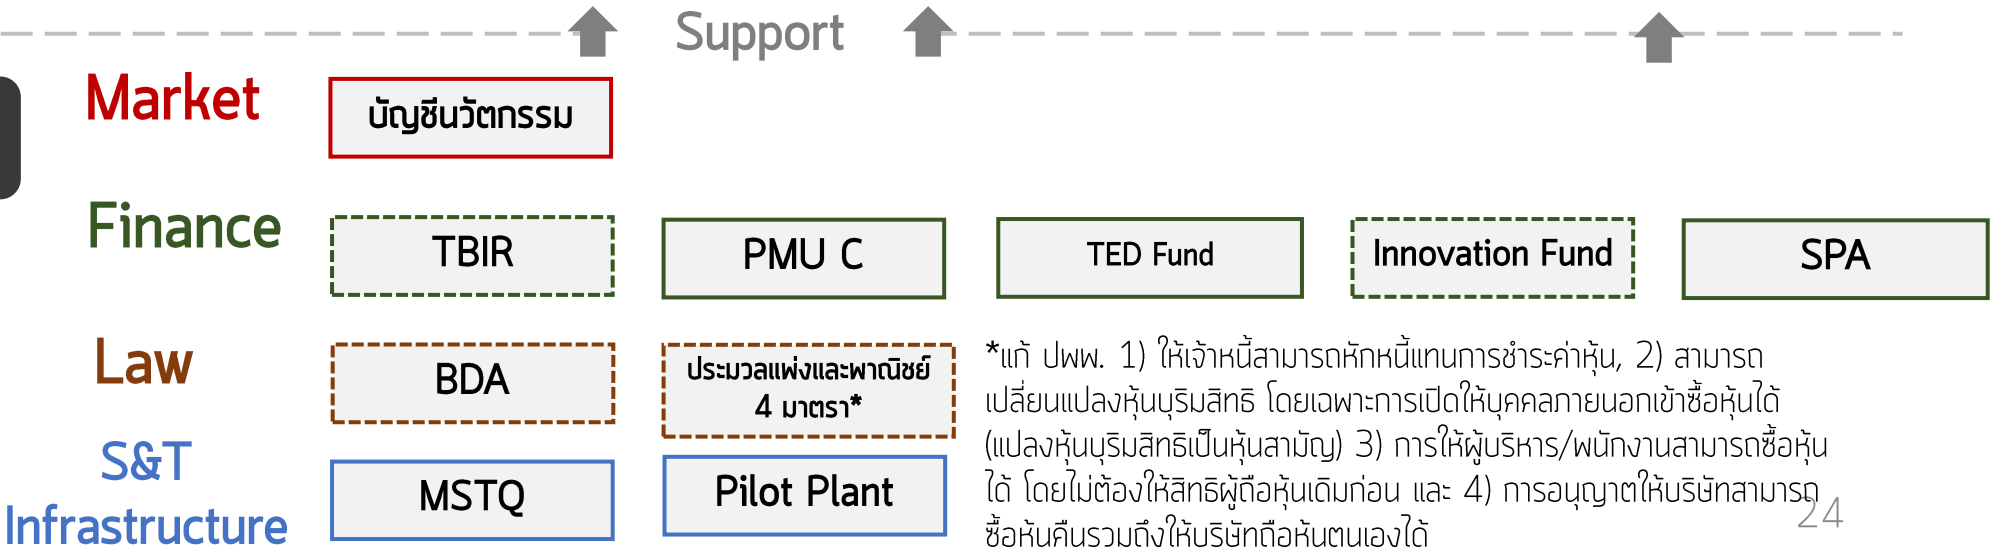 Support
Market
บัญชีนวัตกรรม
Finance
TBIR
PMU C
TED Fund
Innovation Fund
SPA
Law
BDA
ประมวลแพ่งและพาณิชย์
4 มาตรา*
*แก้ ปพพ. 1) ให้เจ้าหนี้สามารถหักหนี้แทนการชำระค่าหุ้น, 2) สามารถ
เปลี่ยนแปลงหุ้นบุริมสิทธิ โดยเฉพาะการเปิดให้บุคคลภายนอกเข้าซื้อหุ้นได้
(แปลงหุ้นบุริมสิทธิเป็นหุ้นสามัญ) 3) การให้ผู้บริหาร/พนักงานสามารถซื้อหุ้น
ได้ โดยไม่ต้องให้สิทธิผู้ถือหุ้นเดิมก่อน และ 4) การอนุญาตให้บริษัทสามารถ
ซื้อหุ้นคืนรวมถึงให้บริษัทถือหุ้นตนเองได้
S&T
Infrastructure
MSTQ
Pilot Plant
24